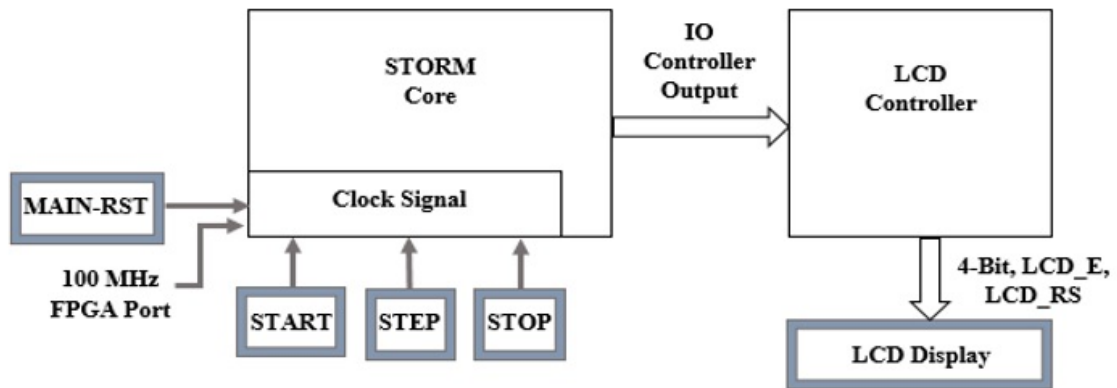 STORM
Core
IO
Controller
Output
LCD
Controller
MAIN-RST
Clock Signal
100 MHz
FPGA Port
START
STEP
STOP
4-Bit, LCD_E,
LCD_RS
LCD Display